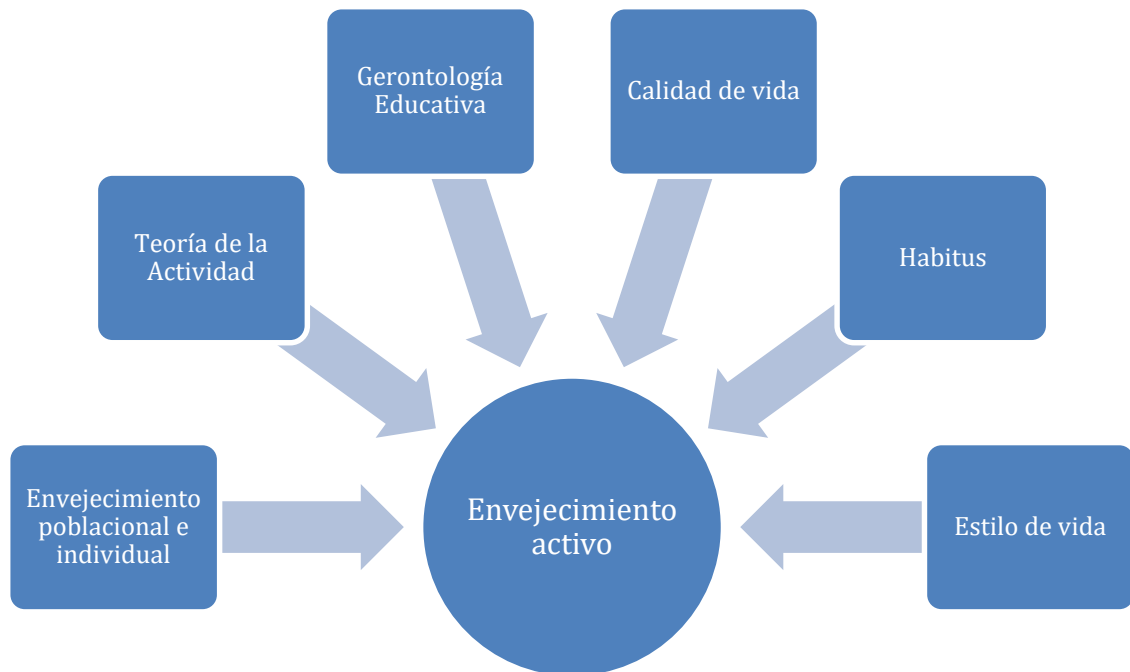 Gerontología
Educativa
Calidad de vida
Teoría de la
Actividad
Habitus
Envejecimiento
poblacional e
individual
Envejecimiento
activo
Estilo de vida